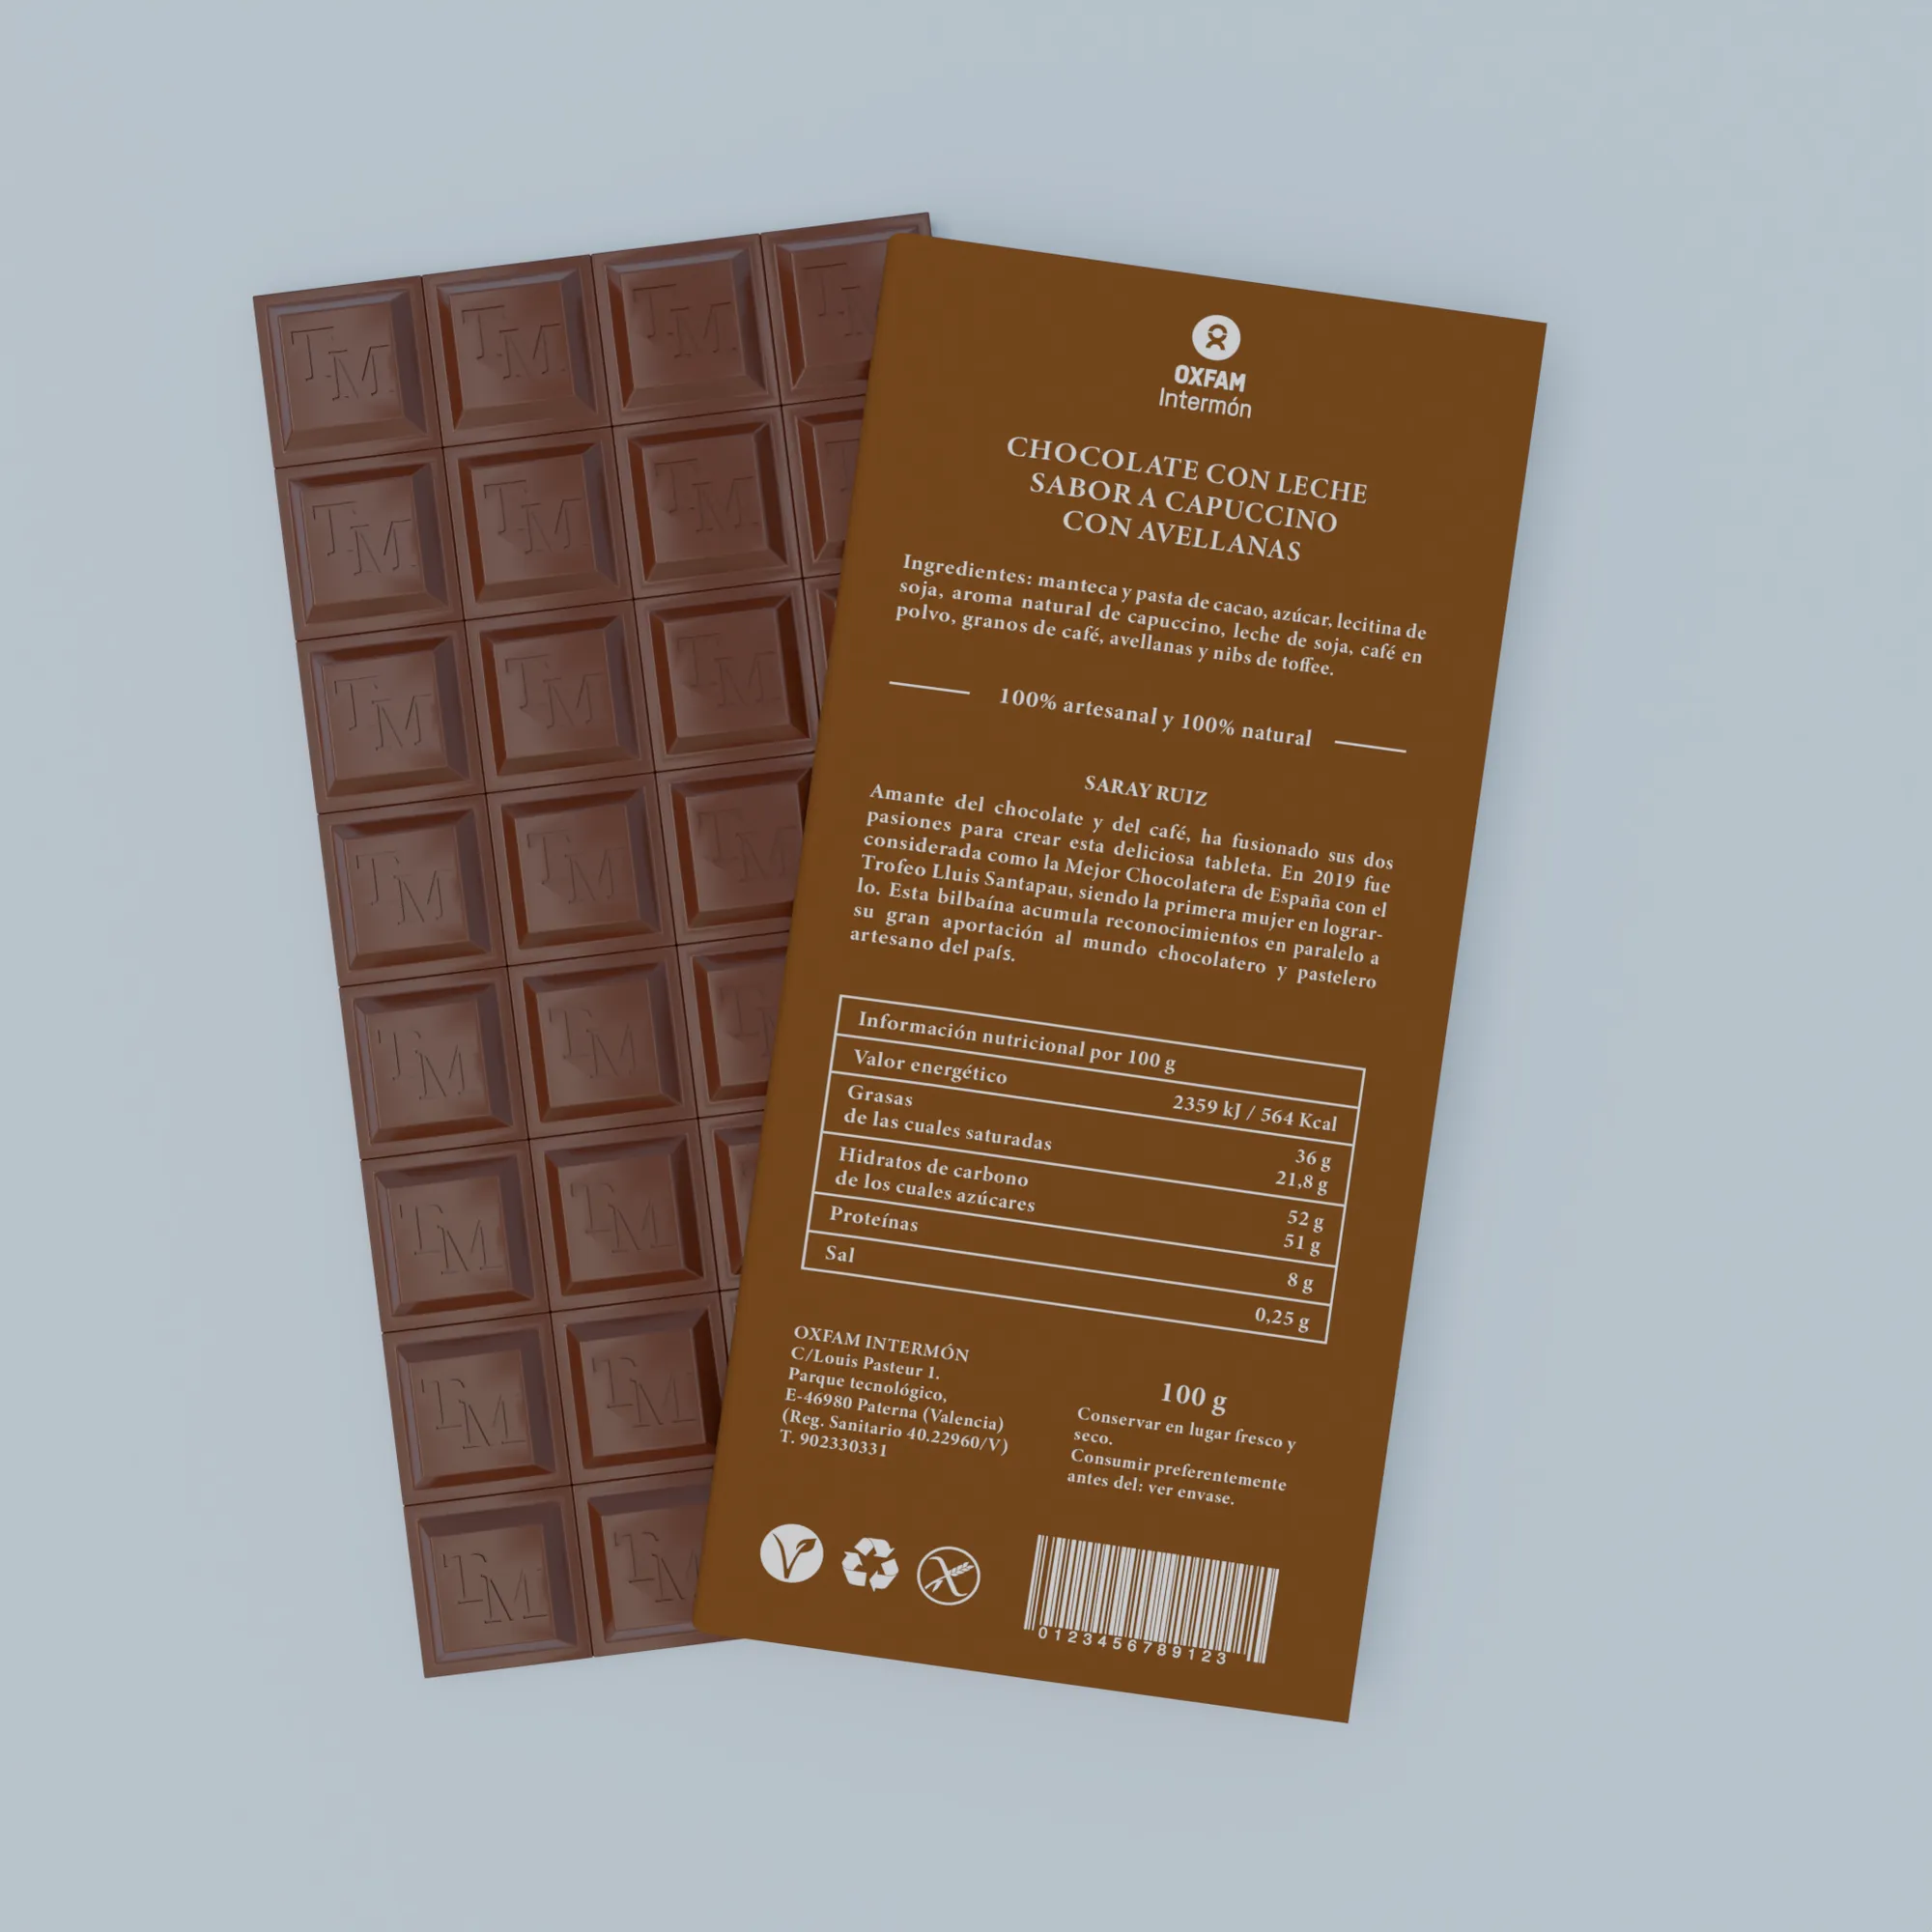 TM
OXFAM
Intermón
CHOCOLATE CON LECHE
SABOR A CAPUCCINO
CON AVELLANAS
Ingredientes: manteca y pasta de cacao, azúcar, lecitina de
soja, aroma natural de capuccino, leche de soja, café en
polvo, granos de café, avellanas y nibs de toffee.
100% artesanal y 100% natural
SARAY RUIZ
Amante del chocolate y del café, ha fusionado sus dos
pasiones para crear esta deliciosa tableta. En 2019 fue
considerada como la Mejor Chocolatera de España con el
Trofeo Lluis Santapau, siendo la primera mujer en lograr-
lo. Esta bilbaína acumula reconocimientos en paralelo a
su gran aportación al mundo chocolatero y pastelero
artesano del país.
Información nutricional por 100 g
Valor energético 2359 kJ / 564 Kcal
Grasas 36 g
de las cuales saturadas 21,8 g
Hidratos de carbono 52 g
de los cuales azúcares 51 g
Proteínas 8 g
Sal 0,25 g
OXFAM INTERMÓN
C/Louis Pasteur 1.
Parque tecnológico,
E-46980 Paterna (Valencia)
(Reg. Sanitario 40.22960/V)
T. 902330331
100 g
Conservar en lugar fresco y
seco.
Consumir preferentemente
antes del: ver envase.
0123456789123